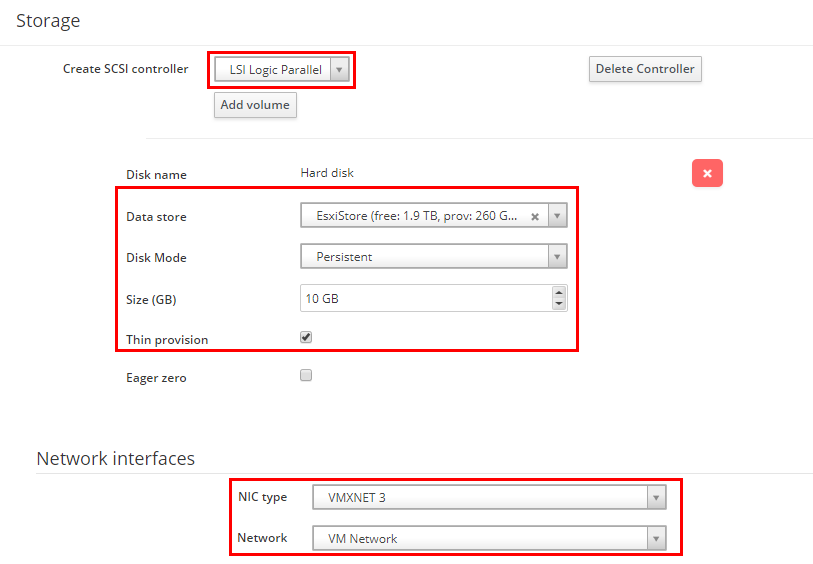 Storage
Create SCSI controller LSI Logic Parallel Delete Controller
Add volume
Disk name Hard disk
Data store EsxiStore (free: 1.9 TB, prov: 260 G...
Disk Mode Persistent
Size (GB) 10 GB
Thin provision
Eager zero
Network interfaces
NIC type VMXNET 3
Network VM Network